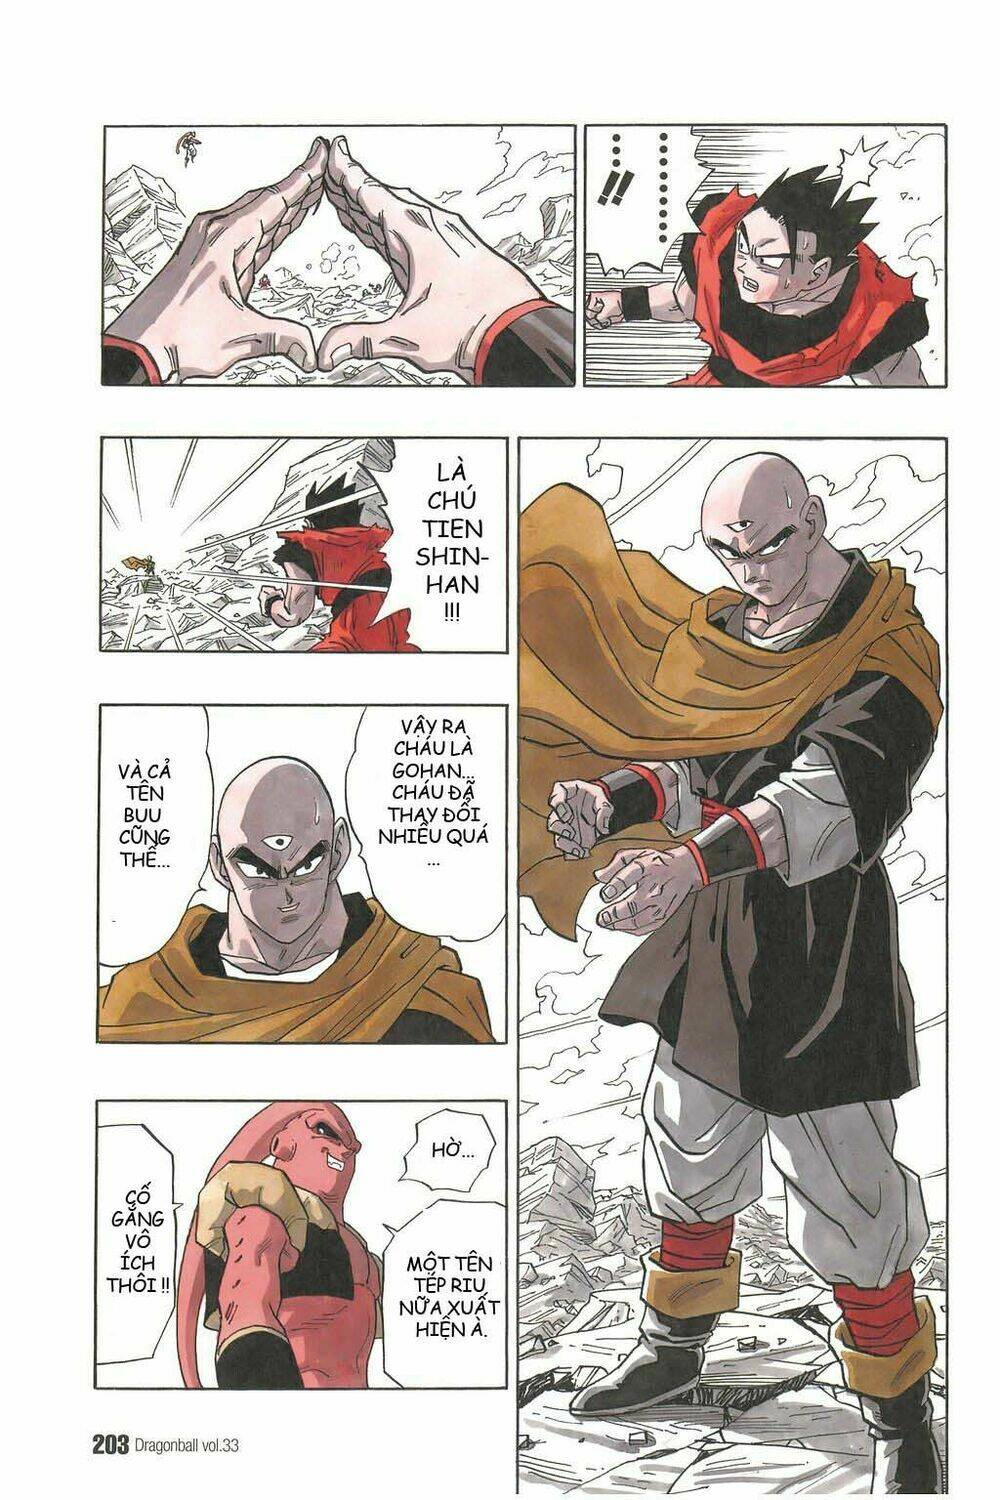 ......!!
LÀ
CHÚ
TIEN
SHIN-
HAN
!!!
VẬY RA
CHÁU LÀ
GOHAN...
CHÁU ĐÃ
THAY ĐỔI
NHIỀU QUÁ
...
VÀ CẢ
TÊN
BUU
CŨNG
THẾ...
HỜ...
MỘT TÊN
TÉP RIU
NỮA XUẤT
HIỆN À.
CỐ
GẮNG
VÔ
ÍCH
THÔI!!
203 Dragonball vol.33